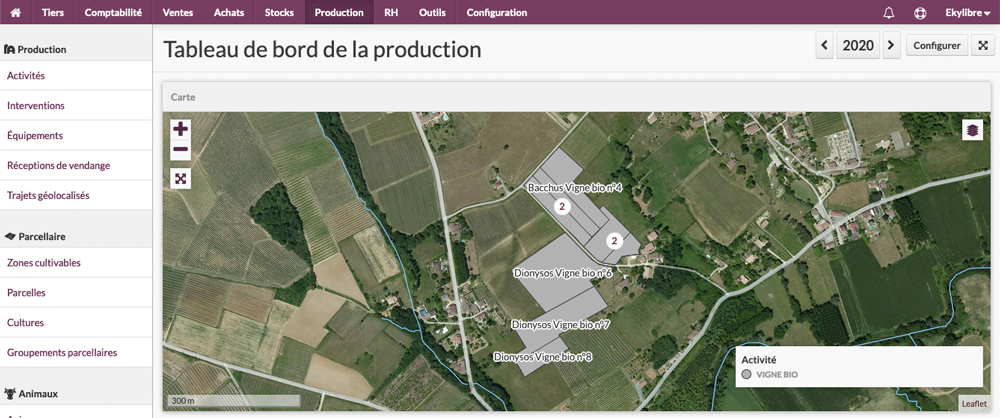 Tiers Comptabilité Ventes Achats Stocks Production RH Outils Configuration Ekylibre
Production
Activités
Interventions
Équipements
Réceptions de vendange
Trajets géolocalisés
Parcellaire
Zones cultivables
Parcelles
Cultures
Groupements parcellaires
Animaux
Tableau de bord de la production
2020
Configurer
Carte
Bacchus Vigne bio n°4
2
2
Dionysos Vigne bio n°6
Dionysos Vigne bio n°7
Dionysos Vigne bio n°8
Activité
VIGNE BIO
300 m
Leaflet